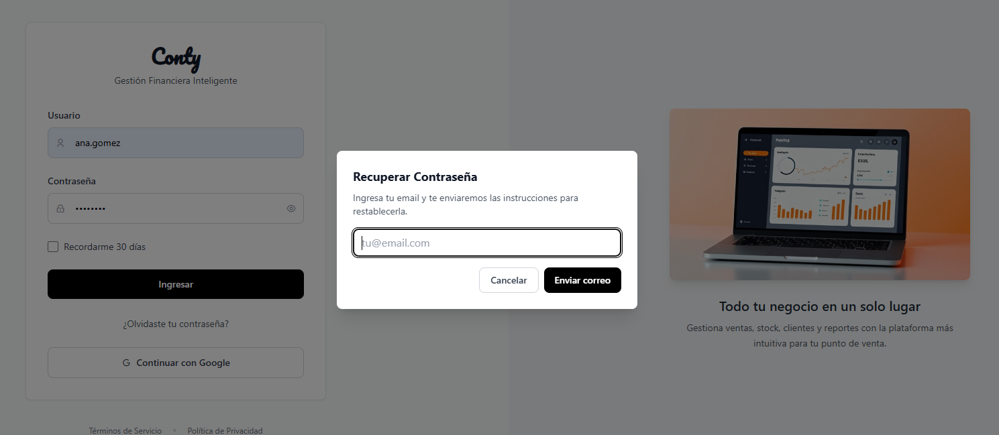 Conty
Gestión Financiera Inteligente
Usuario
ana.gomez
Contraseña
Recordarme 30 días
Ingresar
¿Olvidaste tu contraseña?
G Continuar con Google
Términos de Servicio • Política de Privacidad
Recuperar Contraseña
Ingresa tu email y te enviaremos las instrucciones para
restablecerla.
tu@email.com
Cancelar
Enviar correo
Todo tu negocio en un solo lugar
Gestiona ventas, stock, clientes y reportes con la plataforma más
intuitiva para tu punto de venta.